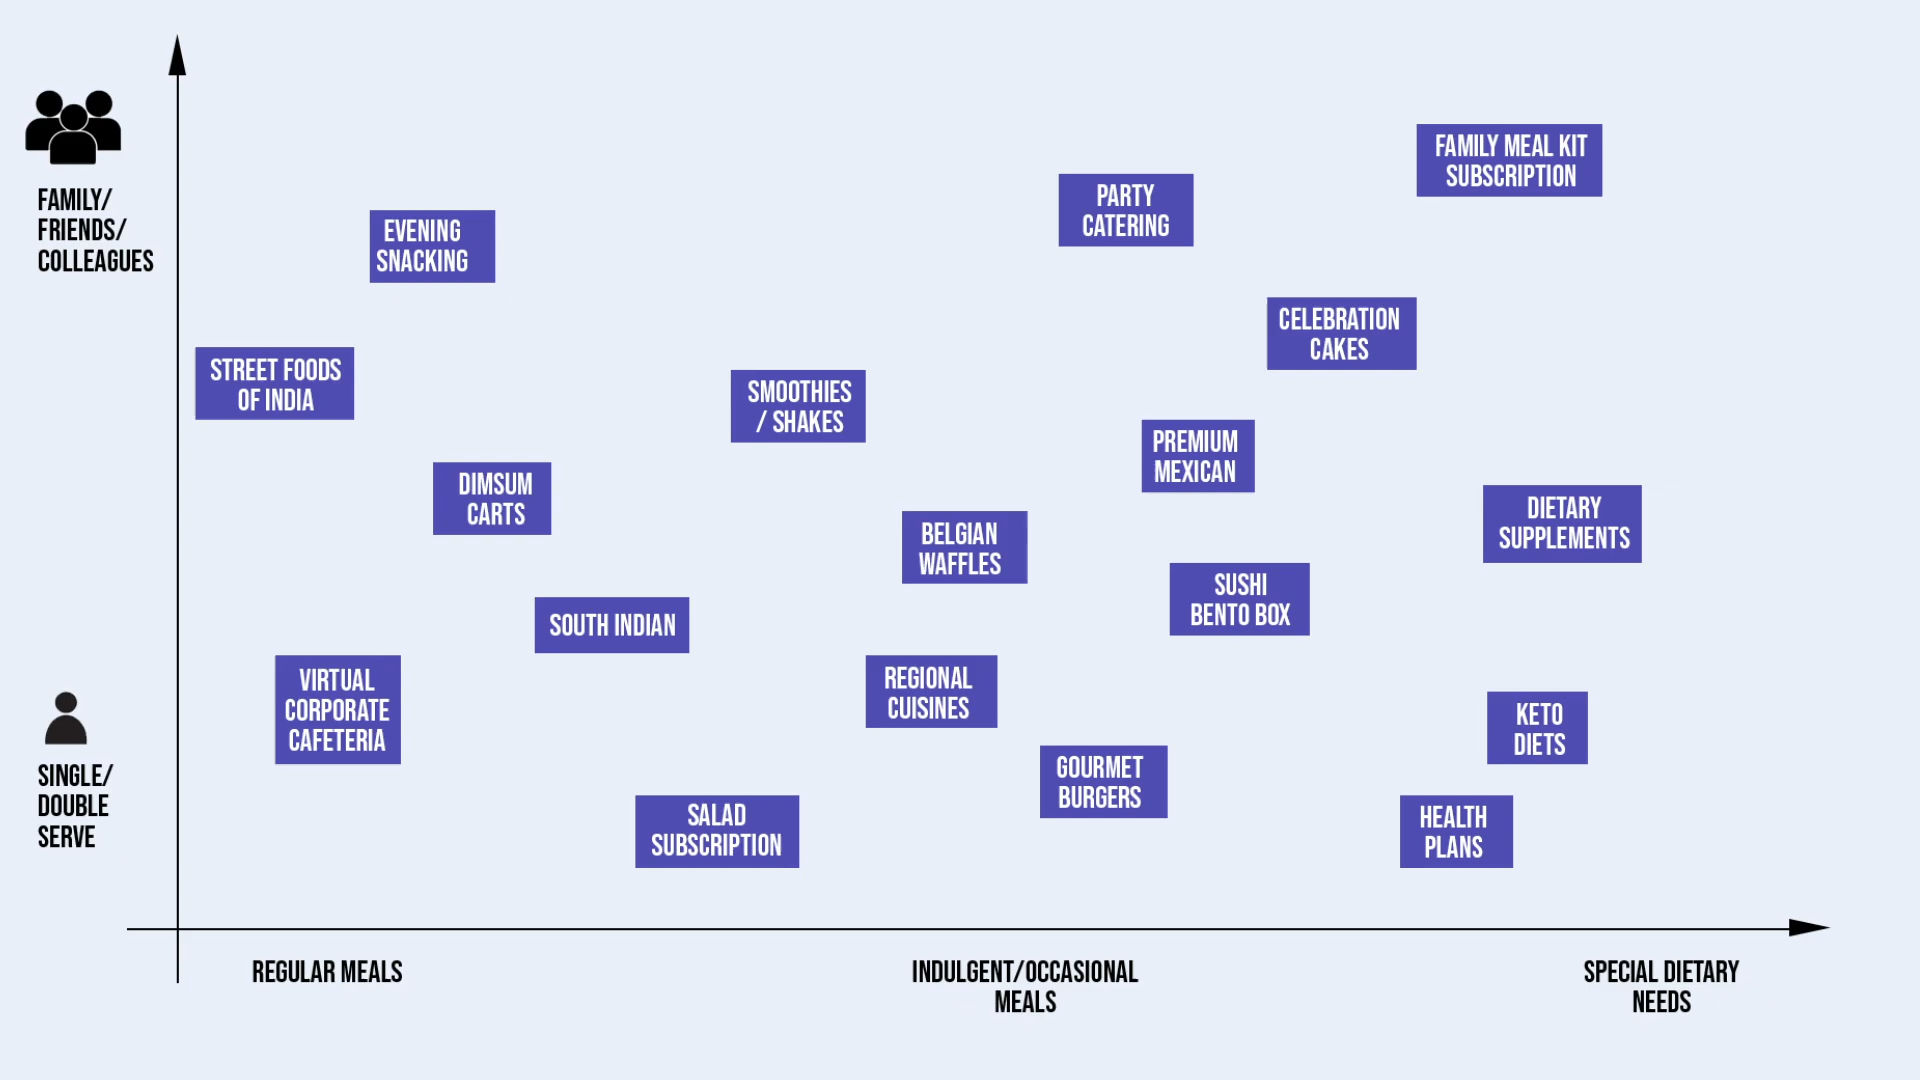 FAMILY/
FRIENDS/
COLLEAGUES
FAMILY MEAL KIT
SUBSCRIPTION
PARTY
CATERING
EVENING
SNACKING
CELEBRATION
CAKES
STREET FOODS
OF INDIA
SMOOTHIES
/ SHAKES
PREMIUM
MEXICAN
DIMSUM
CARTS
DIETARY
SUPPLEMENTS
BELGIAN
WAFFLES
SUSHI
BENTO BOX
SOUTH INDIAN
VIRTUAL
CORPORATE
CAFETERIA
REGIONAL
CUISINES
KETO
DIETS
GOURMET
BURGERS
SINGLE/
DOUBLE
SERVE
SALAD
SUBSCRIPTION
HEALTH
PLANS
REGULAR MEALS
INDULGENT/OCCASIONAL
MEALS
SPECIAL DIETARY
NEEDS